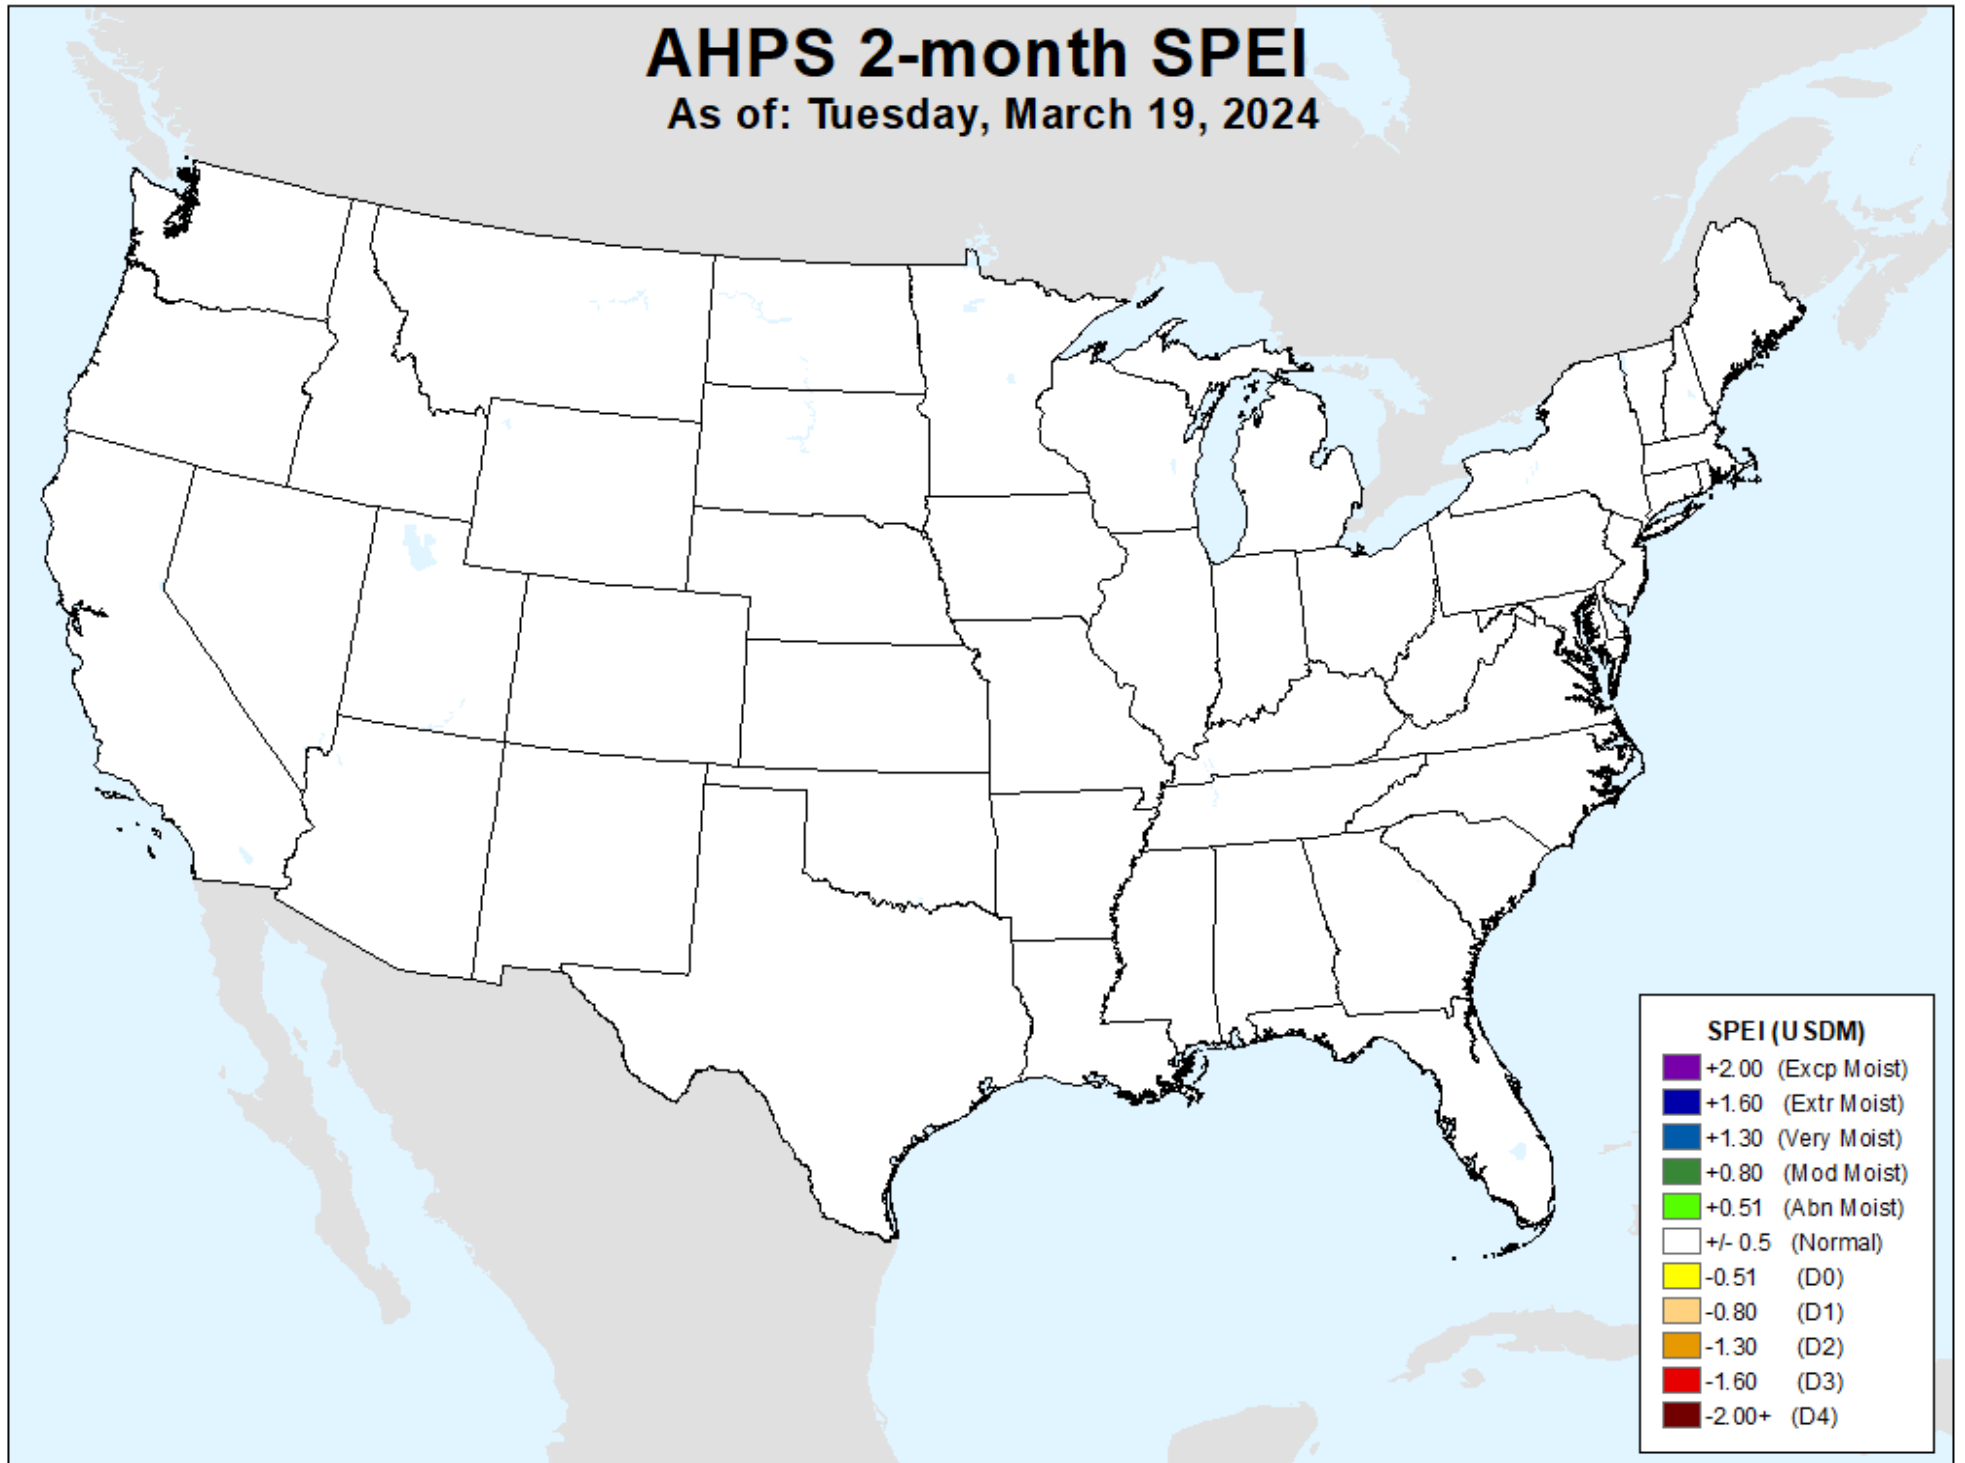 AHPS 2-month SPEI
As of: Tuesday, March 19, 2024
SPEI (USDM)
+2.00 (Excp Moist)
+1.60 (Extr Moist)
+1.30 (Very Moist)
+0.80 (Mod Moist)
+0.51 (Abn Moist)
+/- 0.5 (Normal)
-0.51 (D0)
-0.80 (D1)
-1.30 (D2)
-1.60 (D3)
-2.00+ (D4)